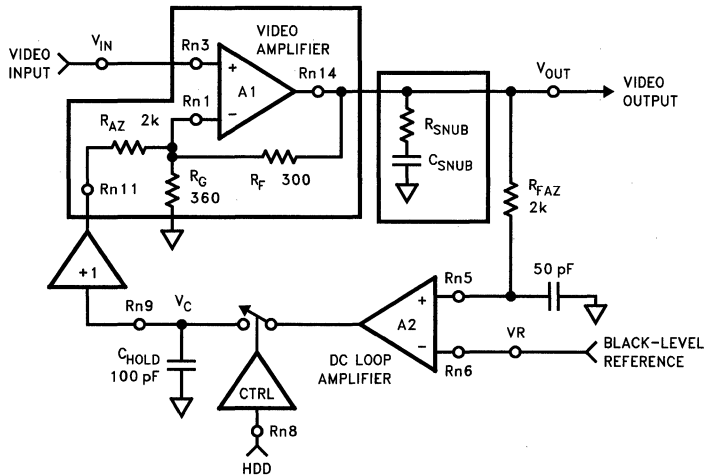 VIDEO
INPUT
V_IN
Rn3
VIDEO
AMPLIFIER
+
A1
−
Rn14
Rn1
R_AZ 2k
R_G
360
R_F 300
Rn11
R_SNUB
C_SNUB
V_OUT
VIDEO
OUTPUT
R_FAZ
2k
+1
Rn9
V_C
C_HOLD
100 pF
CTRL
Rn8
HDD
DC LOOP
AMPLIFIER
A2
+
−
Rn5
50 pF
Rn6
VR
BLACK-LEVEL
REFERENCE